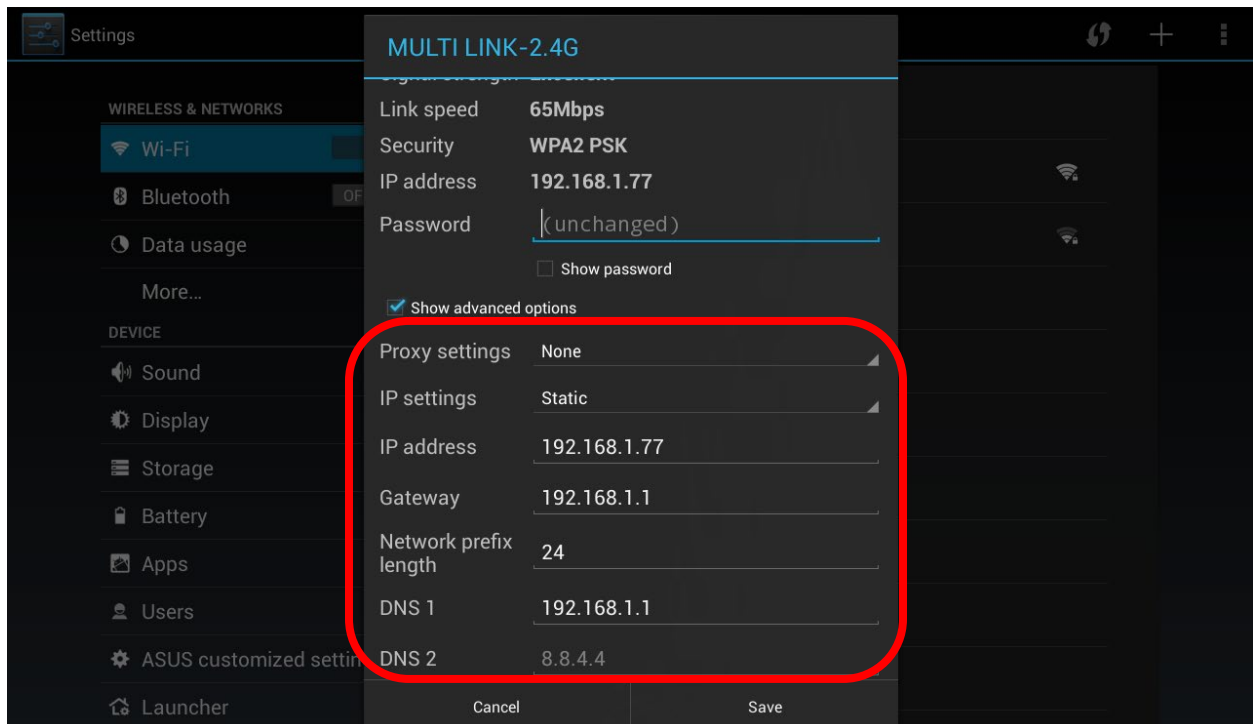 Settings
WIRELESS & NETWORKS
Wi-Fi
Bluetooth OF
Data usage
More...
DEVICE
Sound
Display
Storage
Battery
Apps
Users
ASUS customized settin
Launcher
MULTI LINK-2.4G
Signal strength Excellent
Link speed 65Mbps
Security WPA2 PSK
IP address 192.168.1.77
Password (unchanged)
Show password
Show advanced options
Proxy settings None
IP settings Static
IP address 192.168.1.77
Gateway 192.168.1.1
Network prefix
length 24
DNS 1 192.168.1.1
DNS 2 8.8.4.4
Cancel Save